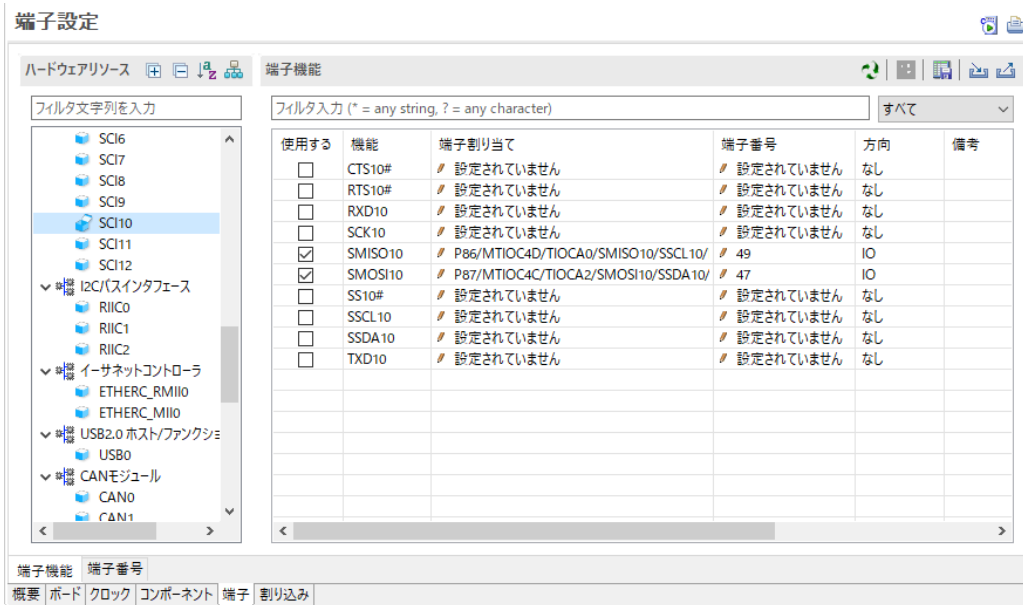 端子設定
ハードウェアリソース
端子機能
フィルタ文字列を入力
フィルタ入力 (* = any string, ? = any character)
すべて
SCI6
SCI7
SCI8
SCI9
SCI10
SCI11
SCI12
I2Cバスインタフェース
RIIC0
RIIC1
RIIC2
イーサネットコントローラ
ETHERC_RMII0
ETHERC_MII0
USB2.0 ホスト/ファンクショ
USB0
CANモジュール
CAN0
CAN1
使用する 機能 端子割り当て 端子番号 方向 備考
CTS10# 設定されていません 設定されていません なし
RTS10# 設定されていません 設定されていません なし
RXD10 設定されていません 設定されていません なし
SCK10 設定されていません 設定されていません なし
SMISO10 P86/MTIOC4D/TIOCA0/SMISO10/SSCL10/ 49 IO
SMOSI10 P87/MTIOC4C/TIOCA2/SMOSI10/SSDA10/ 47 IO
SS10# 設定されていません 設定されていません なし
SSCL10 設定されていません 設定されていません なし
SSDA10 設定されていません 設定されていません なし
TXD10 設定されていません 設定されていません なし
端子機能 端子番号
概要 ボード クロック コンポーネント 端子 割り込み